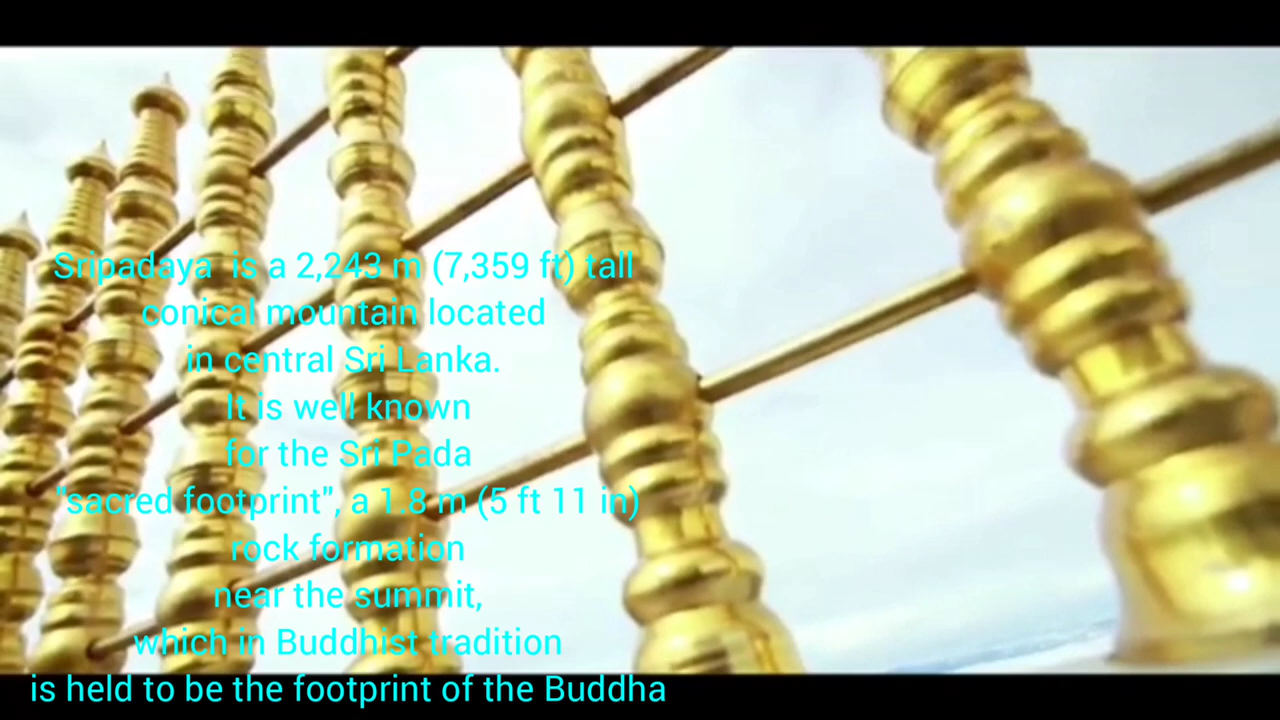 Sripadaya  is a 2,243 m (7,359 ft) tall
conical mountain located
in central Sri Lanka.
It is well known
for the Sri Pada
"sacred footprint", a 1.8 m (5 ft 11 in)
rock formation
near the summit,
which in Buddhist tradition
is held to be the footprint of the Buddha